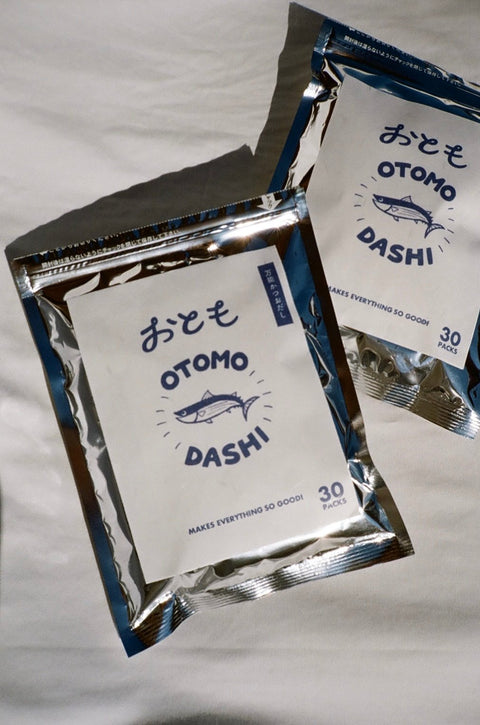 おとも
OTOMO
DASHI
万能かつおだし
MAKES EVERYTHING SO GOOD!
30
PACKS
おとも
OTOMO
DASHI
MAKES EVERYTHING SO GOOD!
30
PACKS